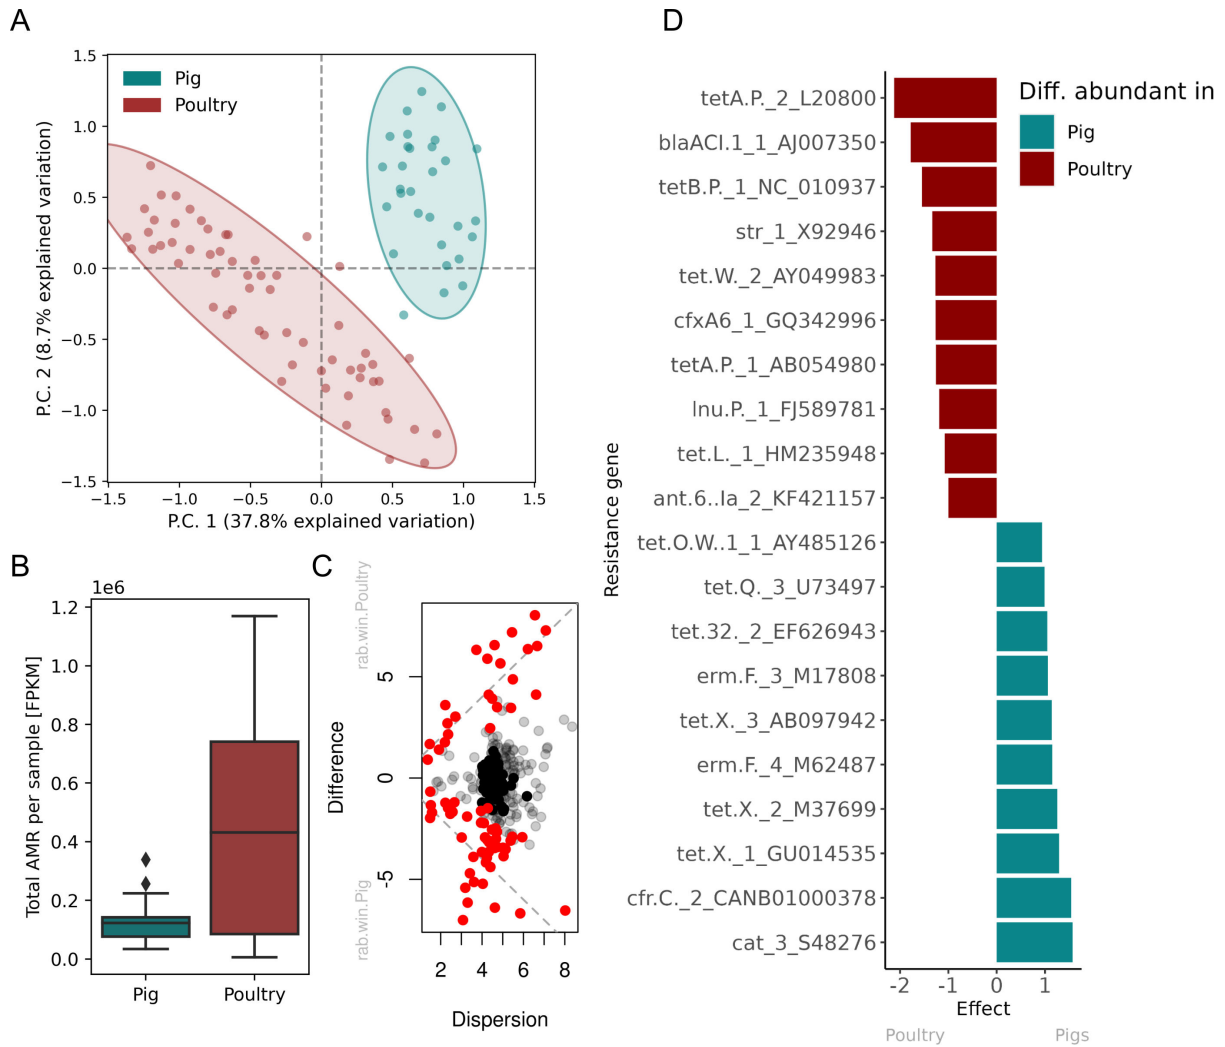 A
1.5
1.0
0.5
0.0
−0.5
−1.0
−1.5
P.C. 2 (8.7% explained variation)
Pig
Poultry
−1.5
−1.0
−0.5
0.0
0.5
1.0
1.5
P.C. 1 (37.8% explained variation)
B
1e6
1.2
1.0
0.8
0.6
0.4
0.2
0.0
Total AMR per sample [FPKM]
Pig
Poultry
C
rab.win.Poultry
rab.win.Pig
Difference
5
0
-5
2
4
6
8
Dispersion
D
Resistance gene
tetA.P._2_L20800
blaACI.1_1_AJ007350
tetB.P._1_NC_010937
str_1_X92946
tet.W._2_AY049983
cfxA6_1_GQ342996
tetA.P._1_AB054980
lnu.P._1_FJ589781
tet.L._1_HM235948
ant.6..Ia_2_KF421157
tet.O.W..1_1_AY485126
tet.Q._3_U73497
tet.32._2_EF626943
erm.F._3_M17808
tet.X._3_AB097942
erm.F._4_M62487
tet.X._2_M37699
tet.X._1_GU014535
cfr.C._2_CANB01000378
cat_3_S48276
Diff. abundant in
Pig
Poultry
-2
-1
0
1
Effect
Poultry
Pigs